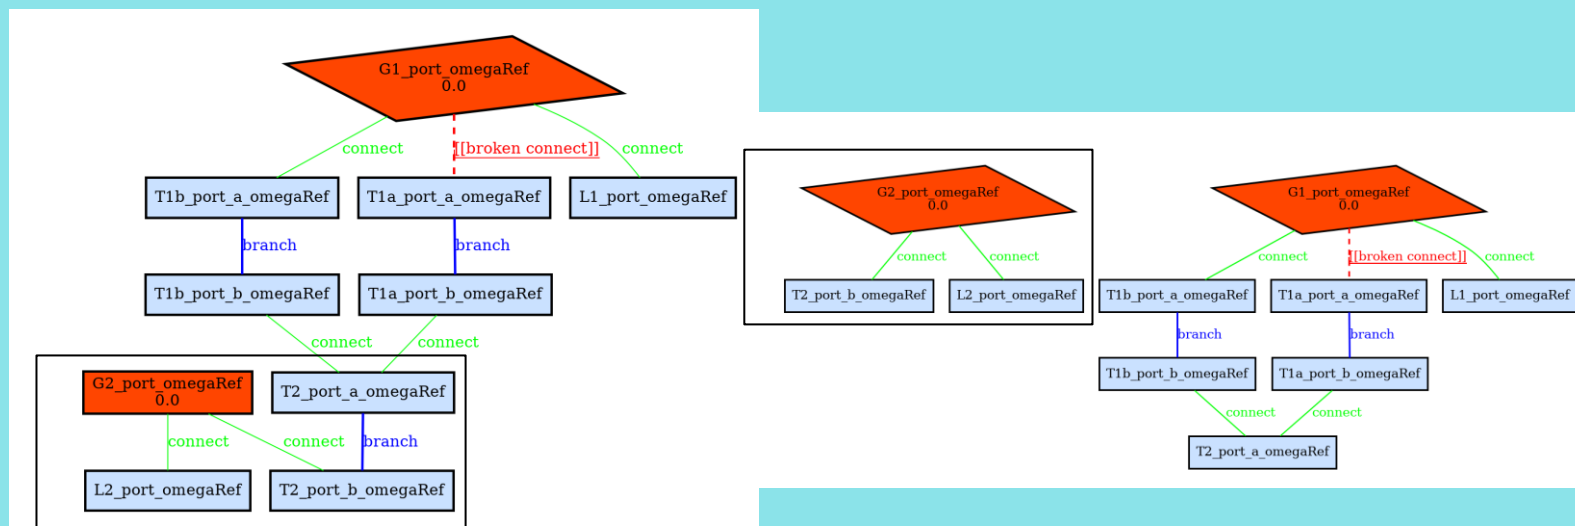 G1_port_omegaRef
0.0
connect
[[broken connect]]
connect
T1b_port_a_omegaRef
T1a_port_a_omegaRef
L1_port_omegaRef
branch
branch
T1b_port_b_omegaRef
T1a_port_b_omegaRef
connect
connect
G2_port_omegaRef
0.0
T2_port_a_omegaRef
connect
connect
branch
L2_port_omegaRef
T2_port_b_omegaRef
G2_port_omegaRef
0.0
connect
connect
T2_port_b_omegaRef
L2_port_omegaRef
G1_port_omegaRef
0.0
connect
[[broken connect]]
connect
T1b_port_a_omegaRef
T1a_port_a_omegaRef
L1_port_omegaRef
branch
branch
T1b_port_b_omegaRef
T1a_port_b_omegaRef
connect
connect
T2_port_a_omegaRef